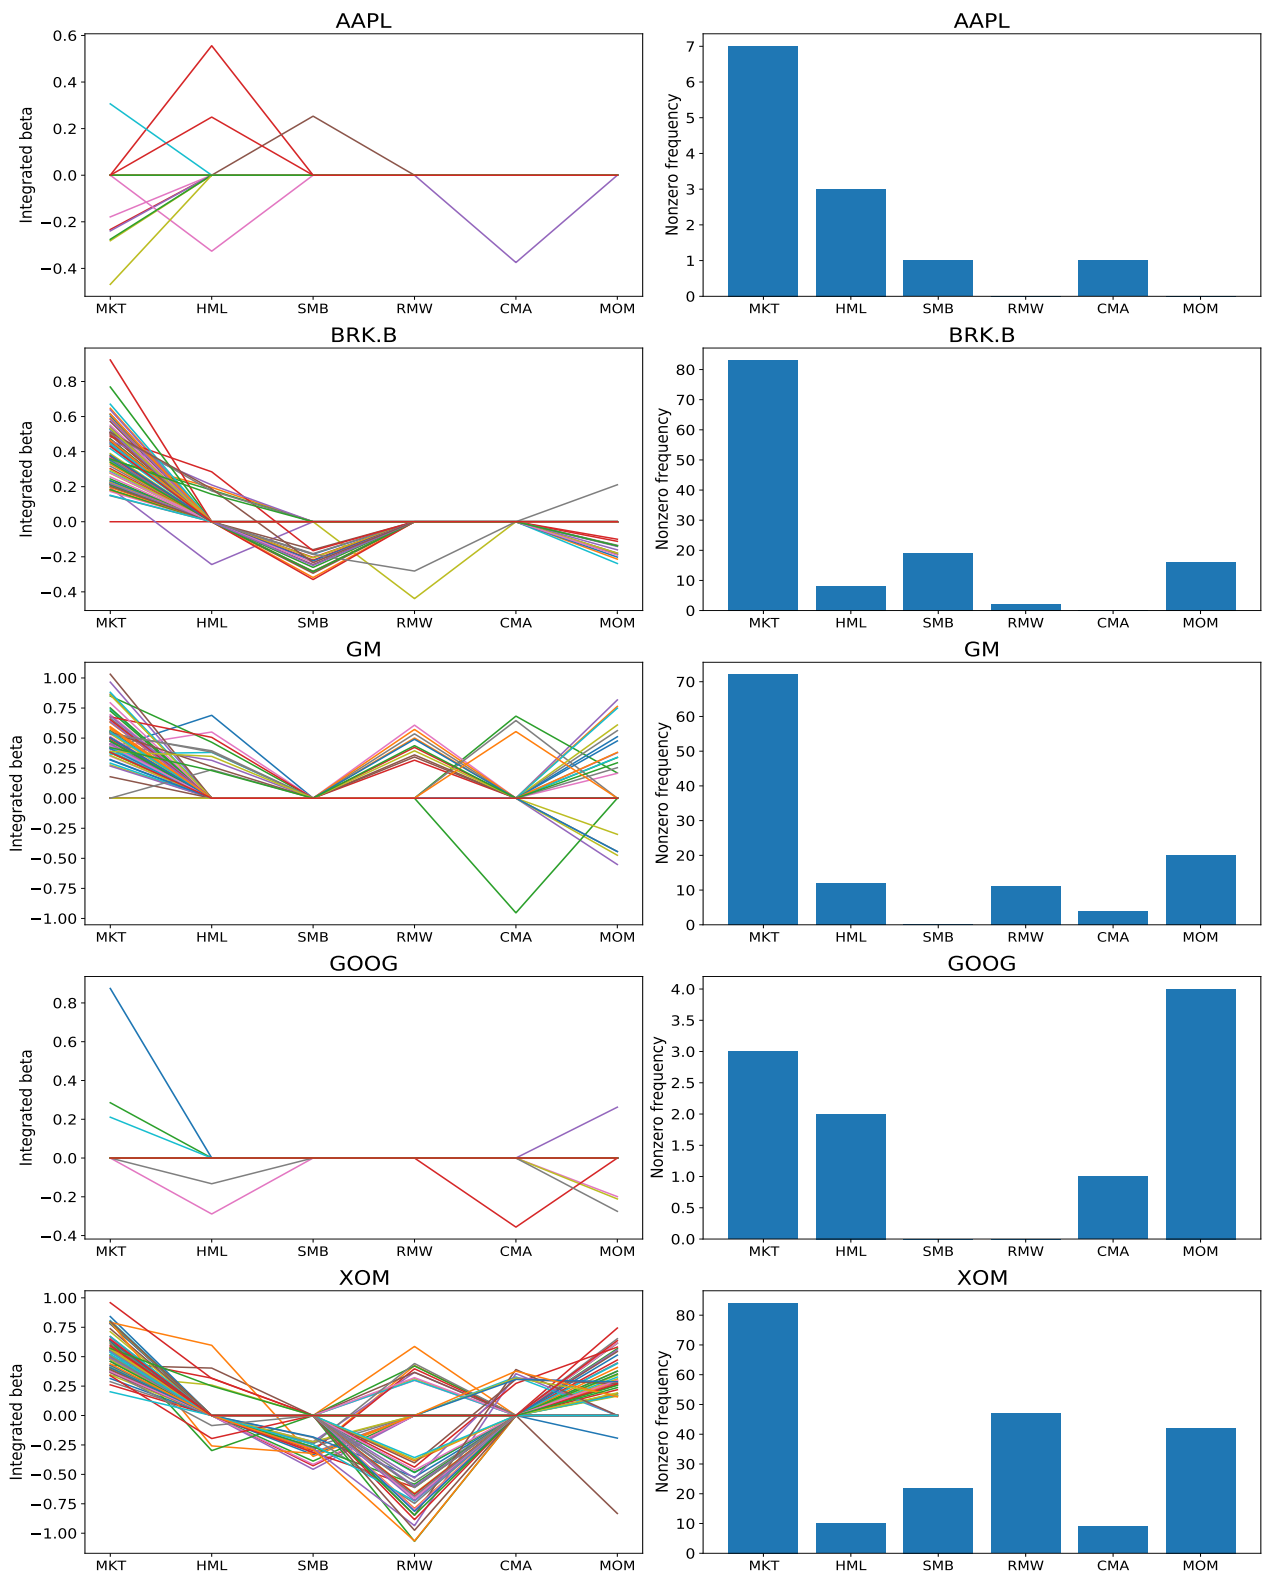 AAPL
Integrated beta
0.6
0.4
0.2
0.0
−0.2
−0.4
MKT HML SMB RMW CMA MOM
AAPL
Nonzero frequency
7
6
5
4
3
2
1
0
MKT HML SMB RMW CMA MOM
BRK.B
Integrated beta
0.8
0.6
0.4
0.2
0.0
−0.2
−0.4
MKT HML SMB RMW CMA MOM
BRK.B
Nonzero frequency
80
70
60
50
40
30
20
10
0
MKT HML SMB RMW CMA MOM
GM
Integrated beta
1.00
0.75
0.50
0.25
0.00
−0.25
−0.50
−0.75
−1.00
MKT HML SMB RMW CMA MOM
GM
Nonzero frequency
70
60
50
40
30
20
10
0
MKT HML SMB RMW CMA MOM
GOOG
Integrated beta
0.8
0.6
0.4
0.2
0.0
−0.2
−0.4
MKT HML SMB RMW CMA MOM
GOOG
Nonzero frequency
4.0
3.5
3.0
2.5
2.0
1.5
1.0
0.5
0.0
MKT HML SMB RMW CMA MOM
XOM
Integrated beta
1.00
0.75
0.50
0.25
0.00
−0.25
−0.50
−0.75
−1.00
MKT HML SMB RMW CMA MOM
XOM
Nonzero frequency
80
70
60
50
40
30
20
10
0
MKT HML SMB RMW CMA MOM